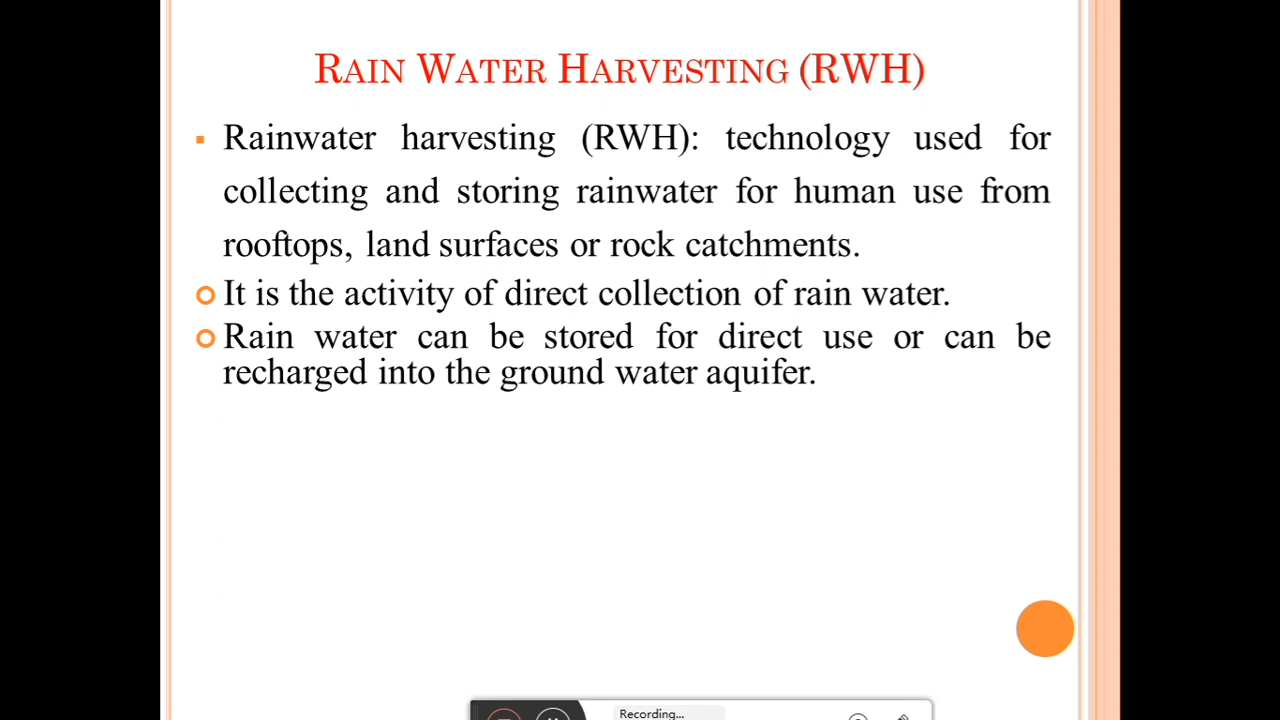 RAIN WATER HARVESTING (RWH)
Rainwater harvesting (RWH): technology used for
collecting and storing rainwater for human use from
rooftops, land surfaces or rock catchments.
It is the activity of direct collection of rain water.
Rain water can be stored for direct use or can be
recharged into the ground water aquifer.
Recording...